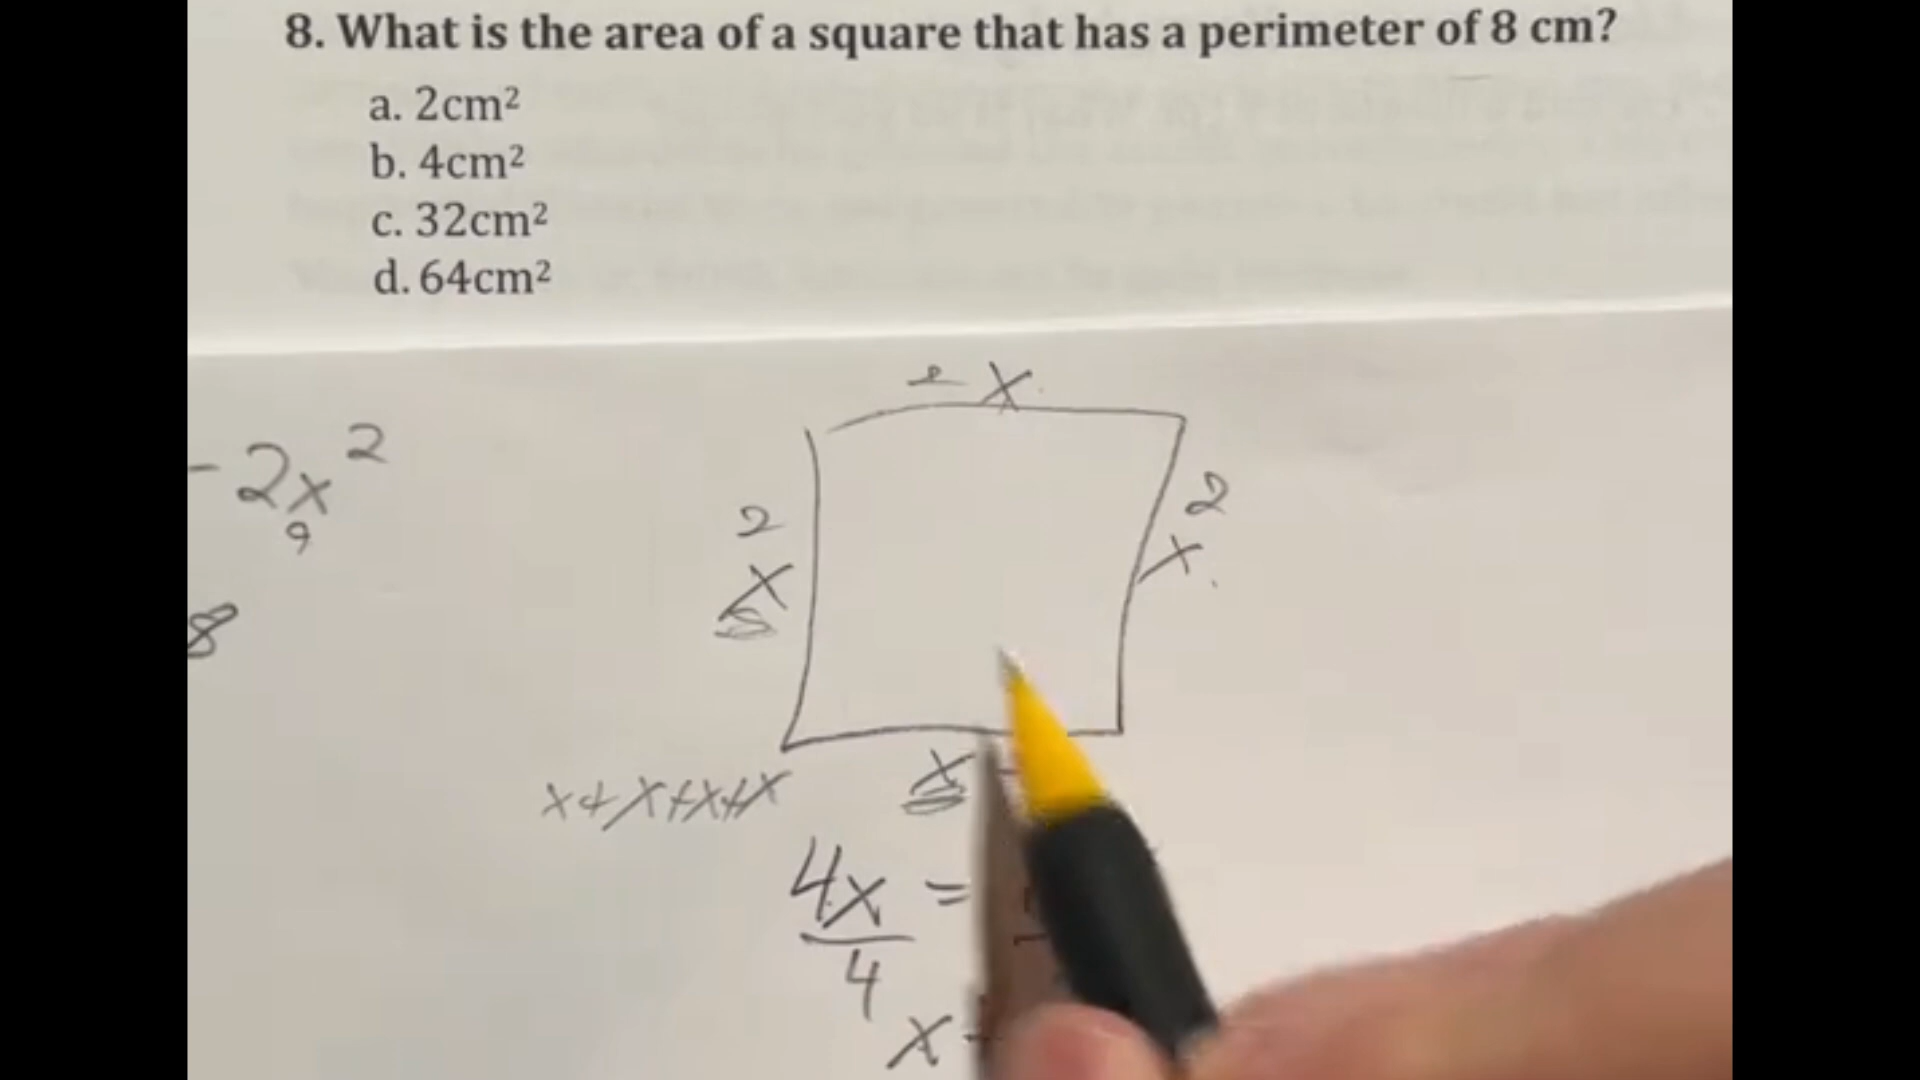 8. What is the area of a square that has a perimeter of 8 cm?
a. 2cm²
b. 4cm²
c. 32cm²
d. 64cm²
X
-2x²
9
2
2
X
X
8
X
x+x+x+x
4x =
4
x